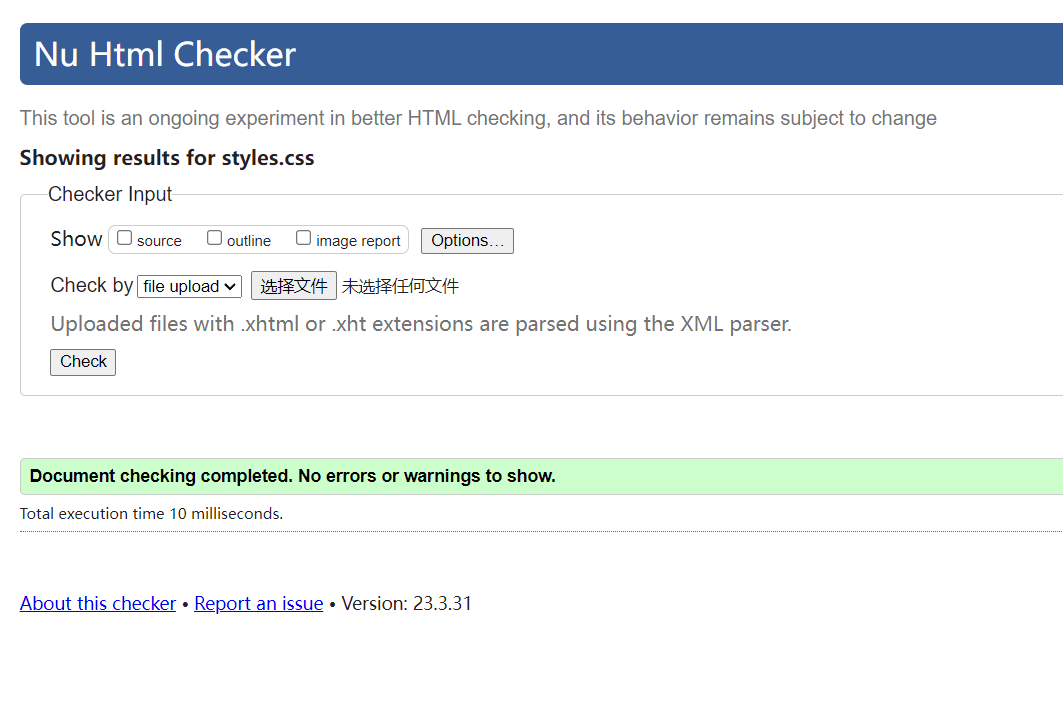 Nu Html Checker
This tool is an ongoing experiment in better HTML checking, and its behavior remains subject to change
Showing results for styles.css
Checker Input
Show source outline image report Options...
Check by file upload 选择文件 未选择任何文件
Uploaded files with .xhtml or .xht extensions are parsed using the XML parser.
Check
Document checking completed. No errors or warnings to show.
Total execution time 10 milliseconds.
About this checker • Report an issue • Version: 23.3.31